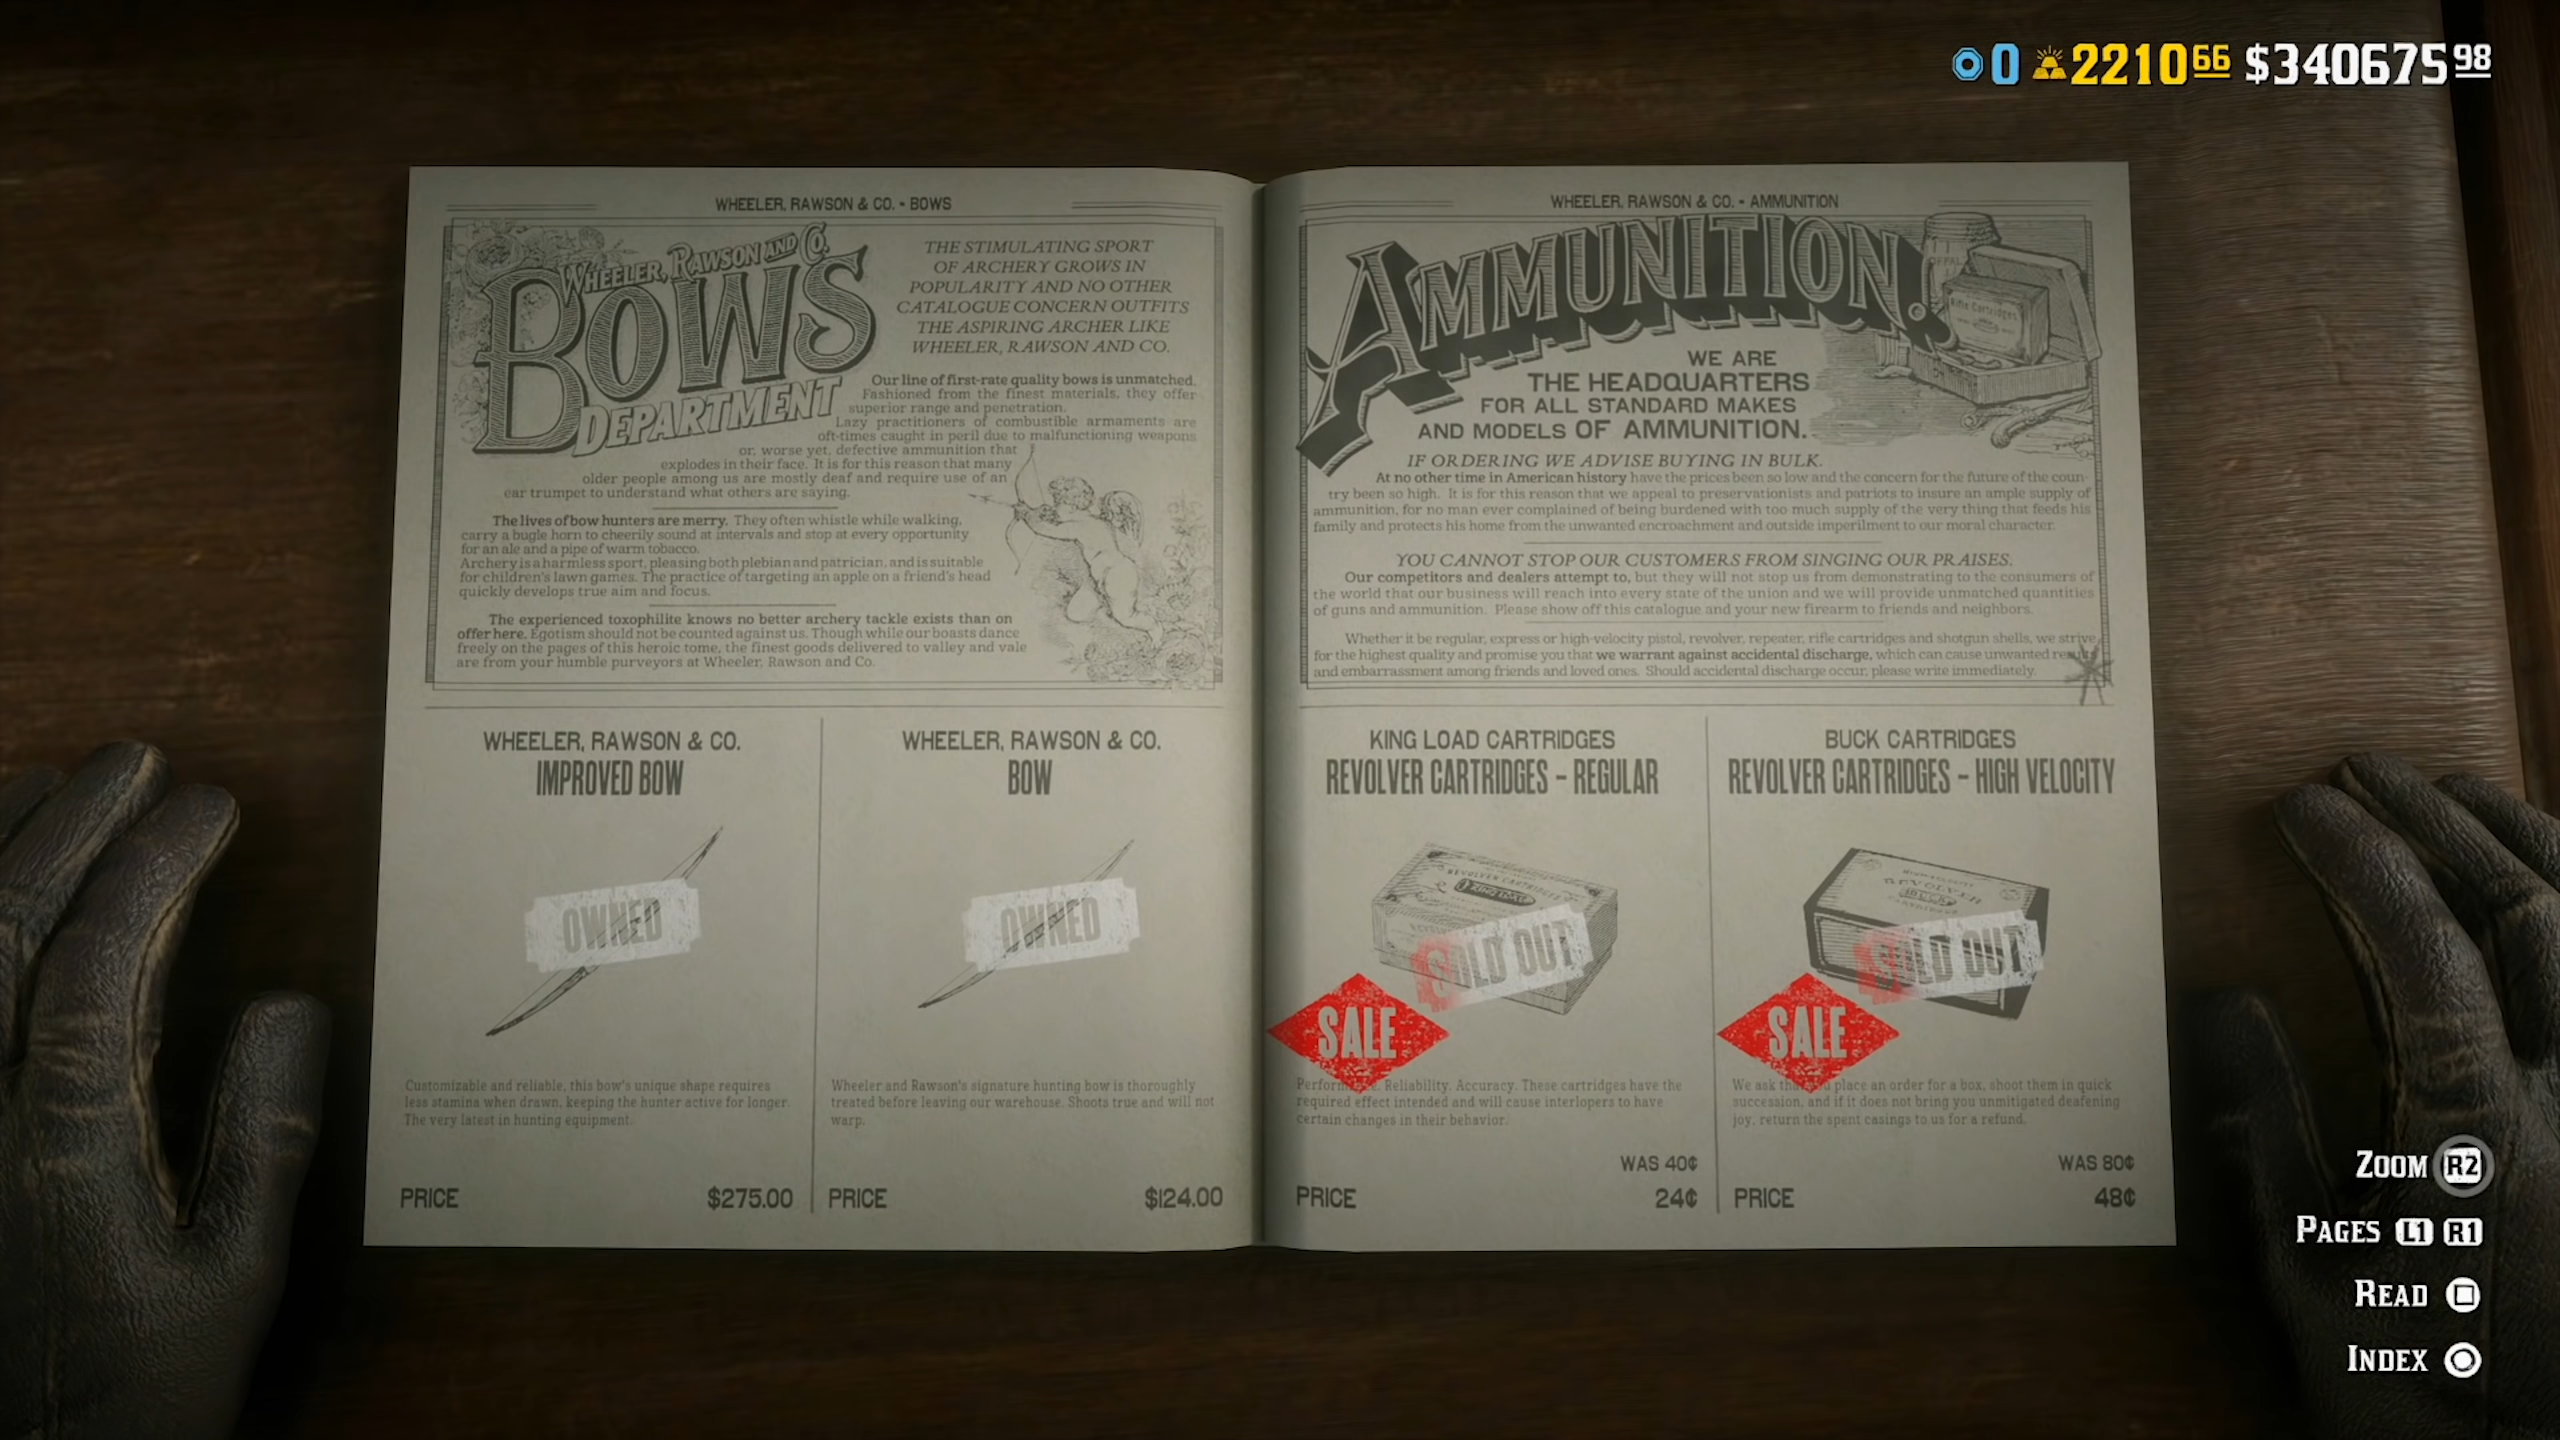 0 2210 66 $340675 98
WHEELER, RAWSON & CO. - BOWS
WHEELER, RAWSON AND CO.
BOWS
DEPARTMENT
THE STIMULATING SPORT
OF ARCHERY GROWS IN
POPULARITY AND NO OTHER
CATALOGUE CONCERN OUTFITS
THE ASPIRING ARCHER LIKE
WHEELER, RAWSON AND CO.
Our line of first-rate quality bows is unmatched.
Fashioned from the finest materials, they offer
superior range and penetration.
Lazy practitioners of combustible armaments are
oft-times caught in peril due to malfunctioning weapons
or, worse yet, defective ammunition that
explodes in their face. It is for this reason that many
older people among us are mostly deaf and require use of an
ear trumpet to understand what others are saying.
The lives of bow hunters are merry. They often whistle while walking,
carry a bugle horn to cheerily sound at intervals and stop at every opportunity
for an ale and a pipe of warm tobacco.
Archery is a harmless sport, pleasing both plebian and patrician, and is suitable
for children's lawn games. The practice of targeting an apple on a friend's head
quickly develops true aim and focus.
The experienced toxophilite knows no better archery tackle exists than on
offer here. Egotism should not be counted against us. Though while our boasts dance
freely on the pages of this heroic tome, the finest goods delivered to valley and vale
are from your humble purveyors at Wheeler, Rawson and Co.
WHEELER, RAWSON & CO.
IMPROVED BOW
OWNED
Customizable and reliable, this bow's unique shape requires
less stamina when drawn, keeping the hunter active for longer.
The very latest in hunting equipment.
PRICE $275.00
WHEELER, RAWSON & CO.
BOW
OWNED
Wheeler and Rawson's signature hunting bow is thoroughly
treated before leaving our warehouse. Shoots true and will not
warp.
PRICE $124.00
WHEELER, RAWSON & CO. - AMMUNITION
AMMUNITION.
Rifle Cartridges
WE ARE
THE HEADQUARTERS
FOR ALL STANDARD MAKES
AND MODELS OF AMMUNITION.
IF ORDERING WE ADVISE BUYING IN BULK.
At no other time in American history have the prices been so low and the concern for the future of the coun-
try been so high. It is for this reason that we appeal to preservationists and patriots to insure an ample supply of
ammunition, for no man ever complained of being burdened with too much supply of the very thing that feeds his
family and protects his home from the unwanted encroachment and outside imperilment to our moral character.
YOU CANNOT STOP OUR CUSTOMERS FROM SINGING OUR PRAISES.
Our competitors and dealers attempt to, but they will not stop us from demonstrating to the consumers of
the world that our business will reach into every state of the union and we will provide unmatched quantities
of guns and ammunition. Please show off this catalogue and your new firearm to friends and neighbors.
Whether it be regular, express or high-velocity pistol, revolver, repeater, rifle cartridges and shotgun shells, we strive
for the highest quality and promise you that we warrant against accidental discharge, which can cause unwanted results
and embarrassment among friends and loved ones. Should accidental discharge occur, please write immediately.
KING LOAD CARTRIDGES
REVOLVER CARTRIDGES - REGULAR
REVOLVER CARTRIDGES
SOLD OUT
SALE
Reliability. Accuracy. These cartridges have the
required effect intended and will cause interlopers to have
certain changes in their behavior.
WAS 40¢
PRICE 24¢
BUCK CARTRIDGES
REVOLVER CARTRIDGES - HIGH VELOCITY
REVOLVER
SOLD OUT
SALE
We ask that you place an order for a box, shoot them in quick
succession, and if it does not bring you unmitigated deafening
joy, return the spent casings to us for a refund.
WAS 80¢
PRICE 48¢
ZOOM R2
PAGES L1 R1
READ
INDEX